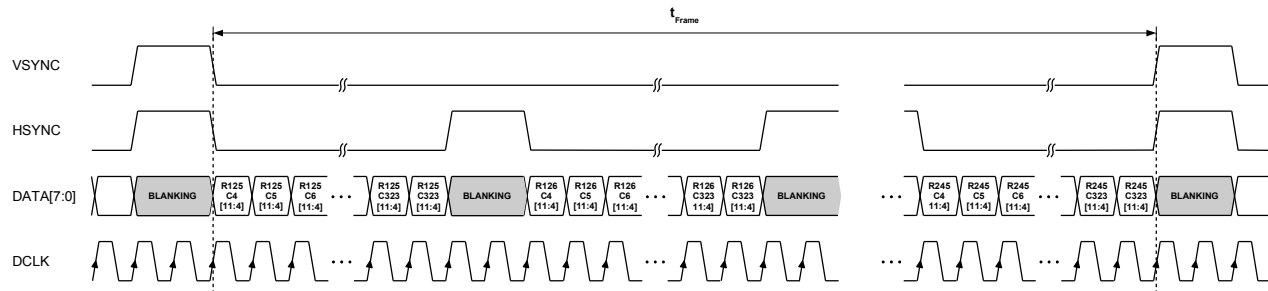 t Frame
VSYNC
HSYNC
DATA[7:0]
BLANKING
R125
C4
[11:4]
R125
C5
[11:4]
R125
C6
[11:4]
• • •
R125
C323
[11:4]
R125
C323
[11:4]
BLANKING
R126
C4
[11:4]
R126
C5
[11:4]
R126
C6
[11:4]
• • •
R126
C323
11:4]
R126
C323
[11:4]
BLANKING
• • •
R245
C4
11:4]
R245
C5
[11:4]
R245
C6
[11:4]
• • •
R245
C323
[11:4]
R245
C323
[11:4]
BLANKING
DCLK
• • •
• • •
• • •
• • •